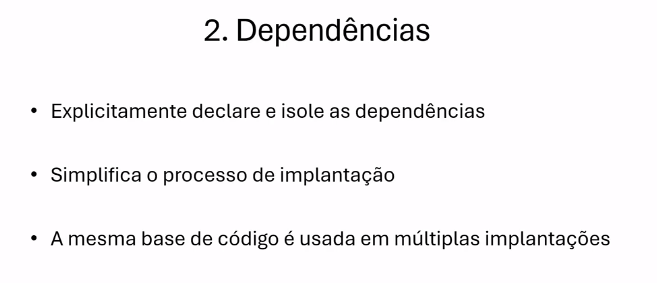 2. Dependências
• Explicitamente declare e isole as dependências
• Simplifica o processo de implantação
• A mesma base de código é usada em múltiplas implantações